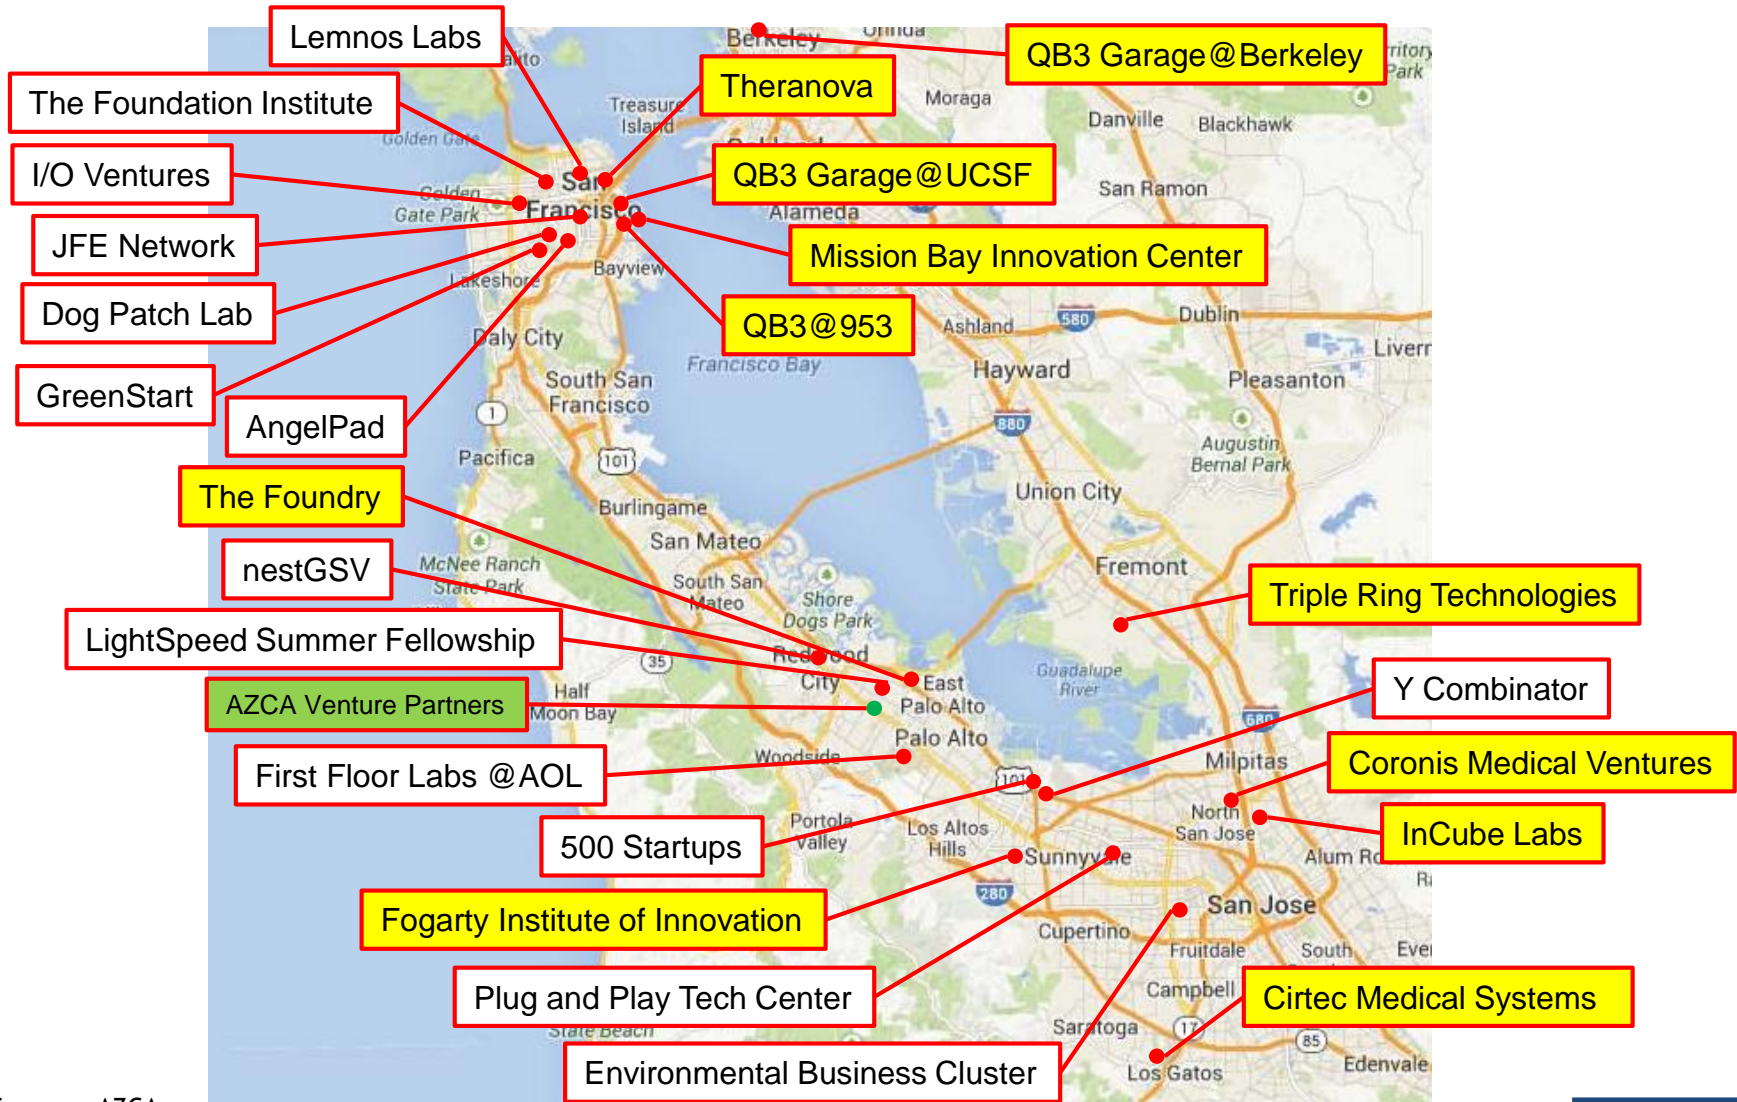 Lemnos Labs
Berkeley
QB3 Garage@Berkeley
Theranova
Park
The Foundation Institute
Treasure
Island
Moraga
Danville
Blackhawk
Golden Gate
I/O Ventures
San
Francisco
QB3 Garage@UCSF
San Ramon
Golden
Gate Park
Alameda
JFE Network
Mission Bay Innovation Center
Bayview
Lakeshore
Dog Patch Lab
QB3@953
Ashland
580
Dublin
Daly City
Francisco Bay
Hayward
Pleasanton
GreenStart
South San
Francisco
1
AngelPad
880
Augustin
Bernal Park
Pacifica
101
The Foundry
Union City
Burlingame
San Mateo
nestGSV
McNee Ranch
State Park
South San
Mateo
Shore
Dogs Park
Fremont
Triple Ring Technologies
LightSpeed Summer Fellowship
35
Redwood
City
Guadalupe
River
East
Palo Alto
Y Combinator
AZCA Venture Partners
Half
Moon Bay
680
Palo Alto
Woodside
Milpitas
Coronis Medical Ventures
First Floor Labs @AOL
101
North
San Jose
Portola
Valley
Los Altos
Hills
500 Startups
InCube Labs
Sunnyvale
Alum Ro
280
Fogarty Institute of Innovation
San Jose
Cupertino
Fruitdale
South
Ever
Plug and Play Tech Center
Campbell
Cirtec Medical Systems
State Beach
Saratoga
17
85
Environmental Business Cluster
Los Gatos
Edenvale